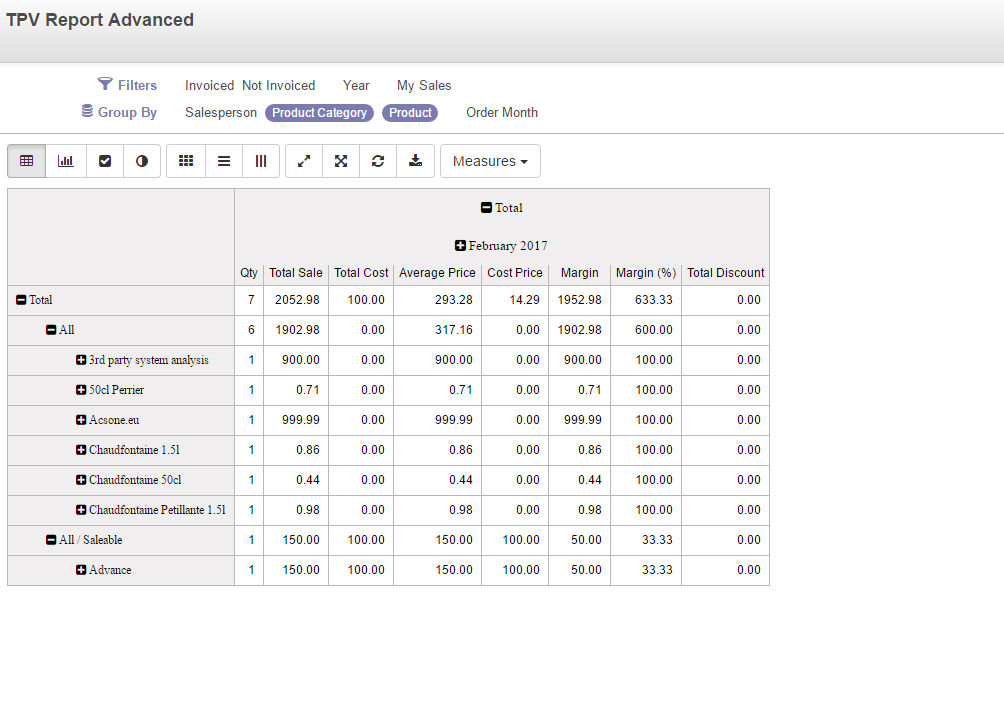 TPV Report Advanced
Filters Invoiced Not Invoiced Year My Sales
Group By Salesperson Product Category Product Order Month
Measures
Total
February 2017
Qty Total Sale Total Cost Average Price Cost Price Margin Margin (%) Total Discount
Total 7 2052.98 100.00 293.28 14.29 1952.98 633.33 0.00
All 6 1902.98 0.00 317.16 0.00 1902.98 600.00 0.00
3rd party system analysis 1 900.00 0.00 900.00 0.00 900.00 100.00 0.00
50cl Perrier 1 0.71 0.00 0.71 0.00 0.71 100.00 0.00
Acsone.eu 1 999.99 0.00 999.99 0.00 999.99 100.00 0.00
Chaudfontaine 1.5l 1 0.86 0.00 0.86 0.00 0.86 100.00 0.00
Chaudfontaine 50cl 1 0.44 0.00 0.44 0.00 0.44 100.00 0.00
Chaudfontaine Petillante 1.5l 1 0.98 0.00 0.98 0.00 0.98 100.00 0.00
All / Saleable 1 150.00 100.00 150.00 100.00 50.00 33.33 0.00
Advance 1 150.00 100.00 150.00 100.00 50.00 33.33 0.00